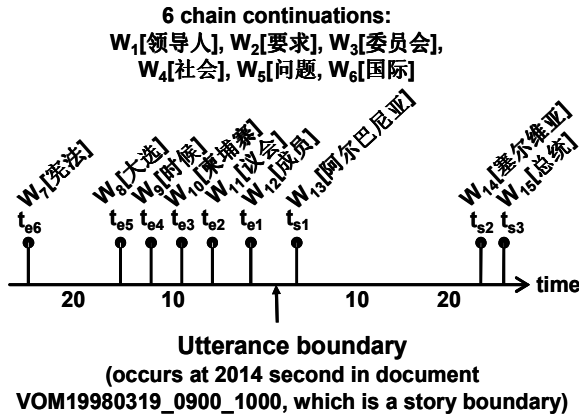 6 chain continuations:
W1[领导人], W2[要求], W3[委员会],
W4[社会], W5[问题, W6[国际]
W7[宪法]
W8[大选]
W9[时候]
W10[柬埔寨]
W11[议会]
W12[成员]
W13[阿尔巴尼亚]
W14[塞尔维亚]
W15[总统]
te6 te5 te4 te3 te2 te1 ts1 ts2 ts3
time
20 10 10 20
Utterance boundary
(occurs at 2014 second in document
VOM19980319_0900_1000, which is a story boundary)